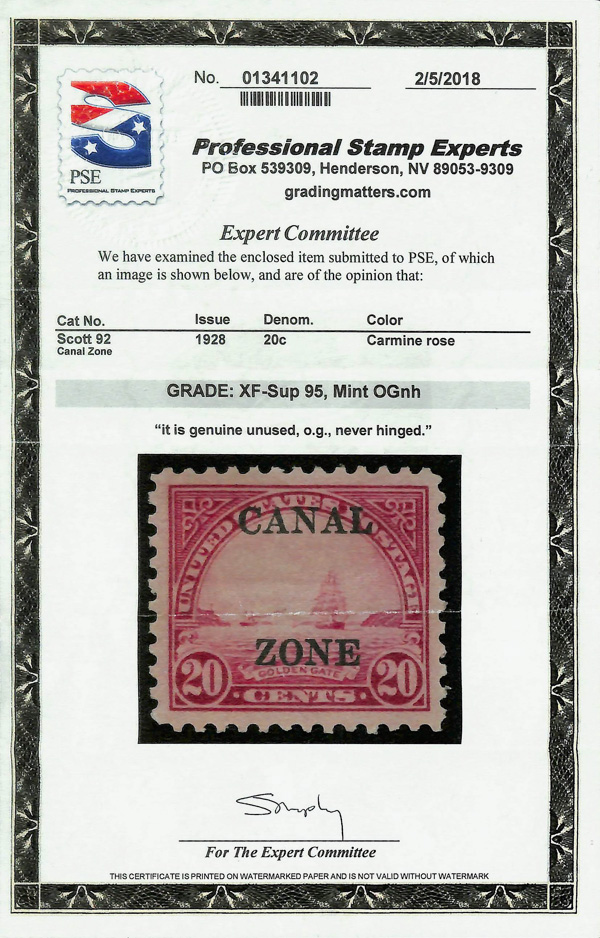 No. 01341102 2/5/2018
PSE
PROFESSIONAL STAMP EXPERTS
Professional Stamp Experts
PO Box 539309, Henderson, NV 89053-9309
gradingmatters.com
Expert Committee
We have examined the enclosed item submitted to PSE, of which
an image is shown below, and are of the opinion that:
Cat No. Issue Denom. Color
Scott 92 1928 20c Carmine rose
Canal Zone
GRADE: XF-Sup 95, Mint OGnh
“it is genuine unused, o.g., never hinged.”
UNITED STATES POSTAGE
CANAL
ZONE
GOLDEN GATE
20 CENTS 20
For The Expert Committee
THIS CERTIFICATE IS PRINTED ON WATERMARKED PAPER AND IS NOT VALID WITHOUT WATERMARK